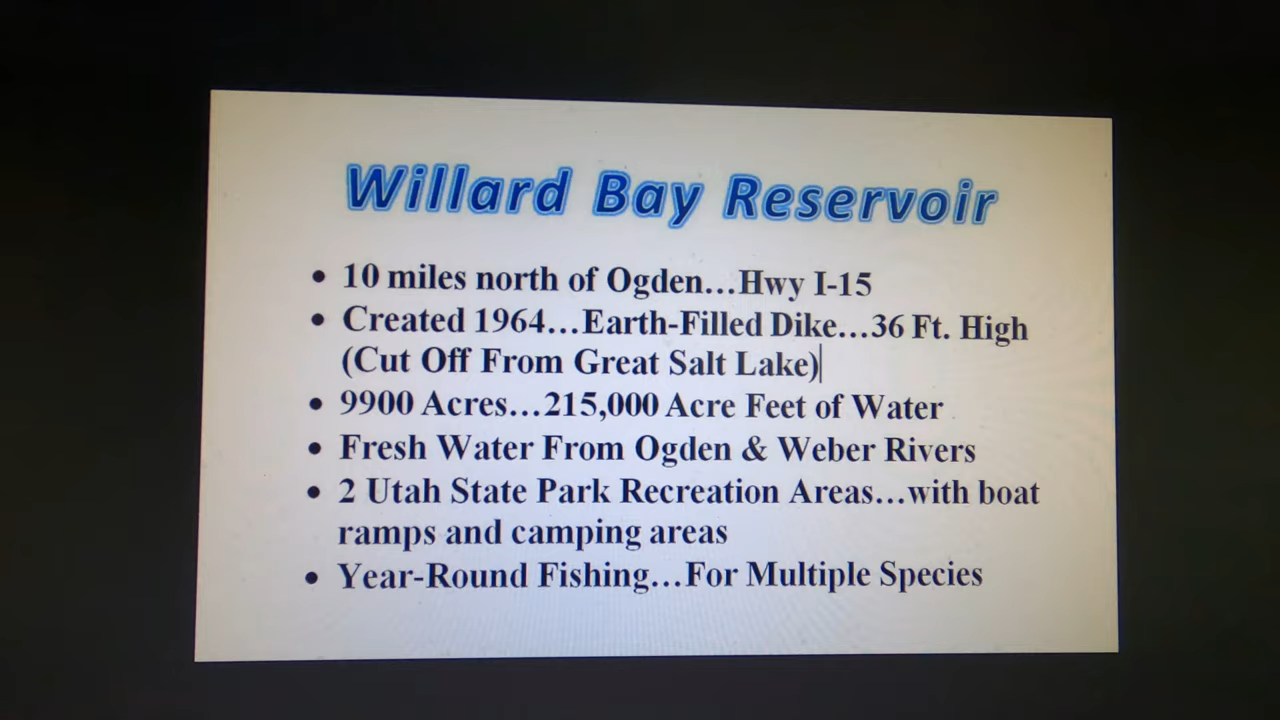 Willard Bay Reservoir
• 10 miles north of Ogden...Hwy I-15
• Created 1964...Earth-Filled Dike...36 Ft. High
(Cut Off From Great Salt Lake)
• 9900 Acres...215,000 Acre Feet of Water
• Fresh Water From Ogden & Weber Rivers
• 2 Utah State Park Recreation Areas...with boat
ramps and camping areas
• Year-Round Fishing...For Multiple Species